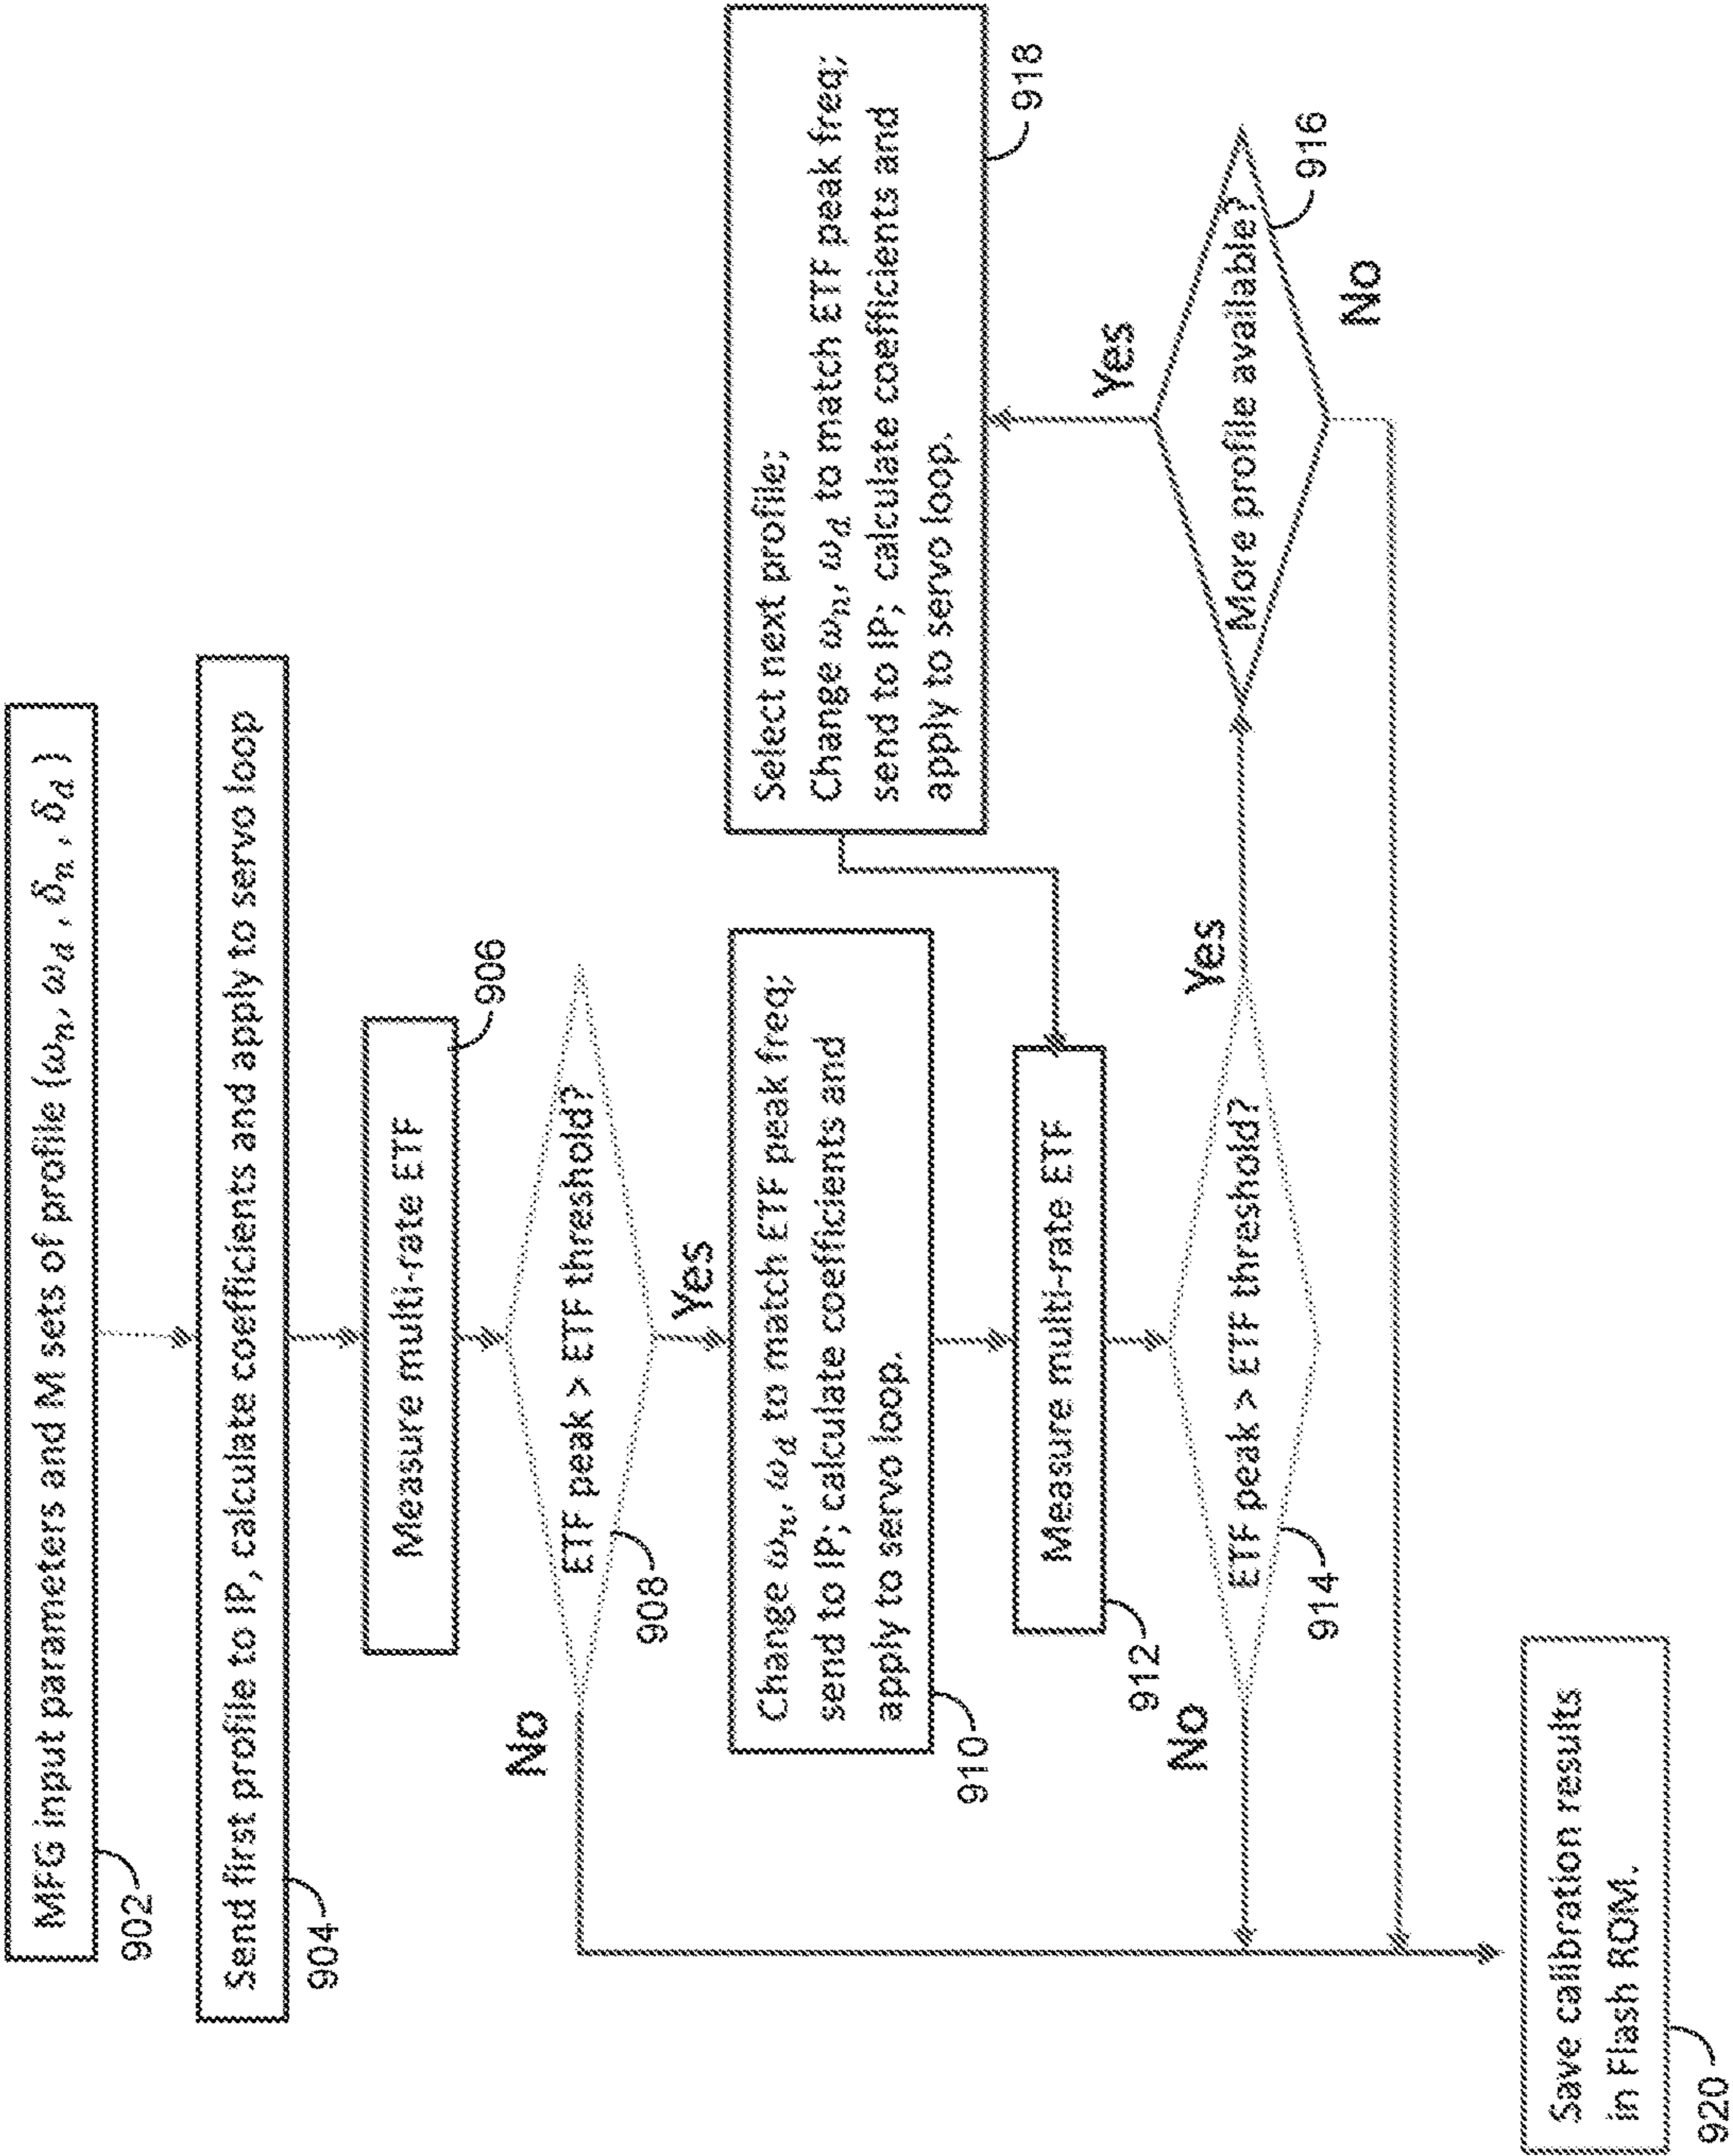 MFG input parameters and M sets of profile (ωn, ωd, δn, δd)
902
Send first profile to IP, calculate coefficients and apply to servo loop
904
Measure multi-rate ETF
906
ETF peak > ETF threshold?
908
No
Yes
Change ωn, ωd to match ETF peak freq;
send to IP; calculate coefficients and
apply to servo loop.
910
Measure multi-rate ETF
912
ETF peak > ETF threshold?
914
No
Yes
More profile available?
916
Yes
No
Select next profile;
Change ωn, ωd to match ETF peak freq;
send to IP; calculate coefficients and
apply to servo loop.
918
Save calibration results
in Flash ROM.
920